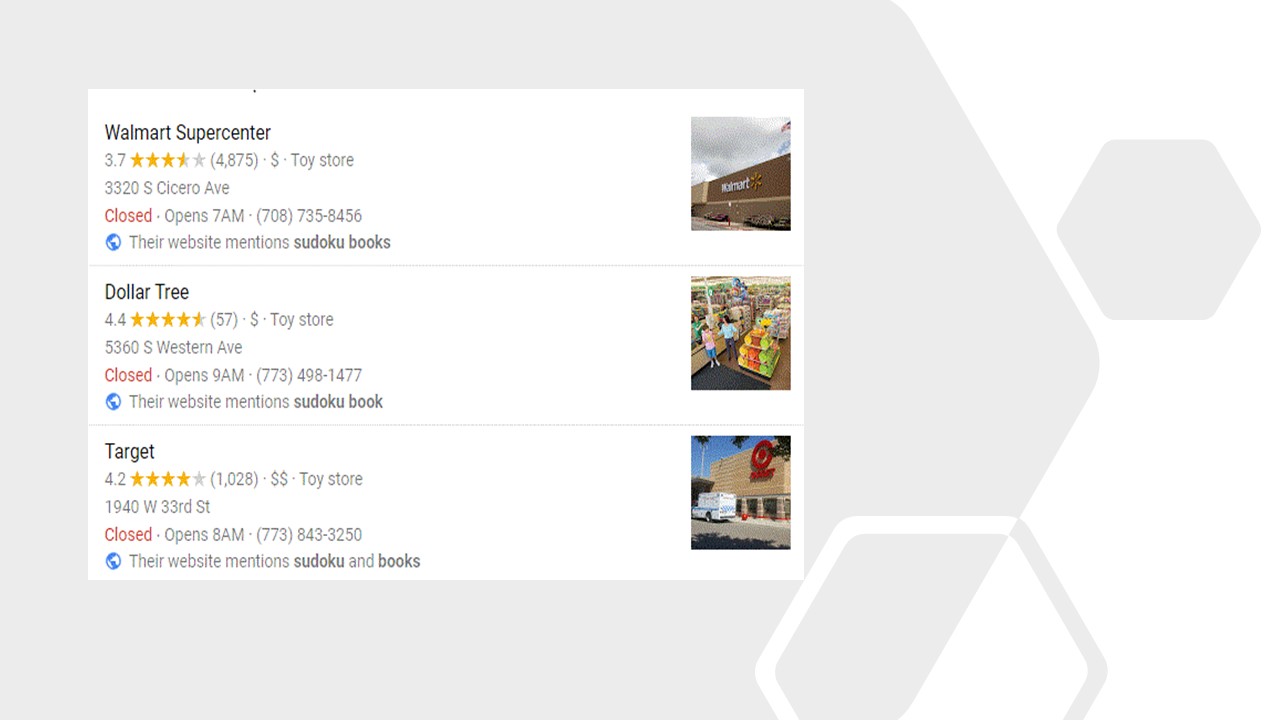 Walmart Supercenter
3.7 ★★★★★ (4,875) · $ · Toy store
3320 S Cicero Ave
Closed · Opens 7AM · (708) 735-8456
Their website mentions sudoku books
Walmart
Dollar Tree
4.4 ★★★★★ (57) · $ · Toy store
5360 S Western Ave
Closed · Opens 9AM · (773) 498-1477
Their website mentions sudoku book
Target
4.2 ★★★★★ (1,028) · $$ · Toy store
1940 W 33rd St
Closed · Opens 8AM · (773) 843-3250
Their website mentions sudoku and books